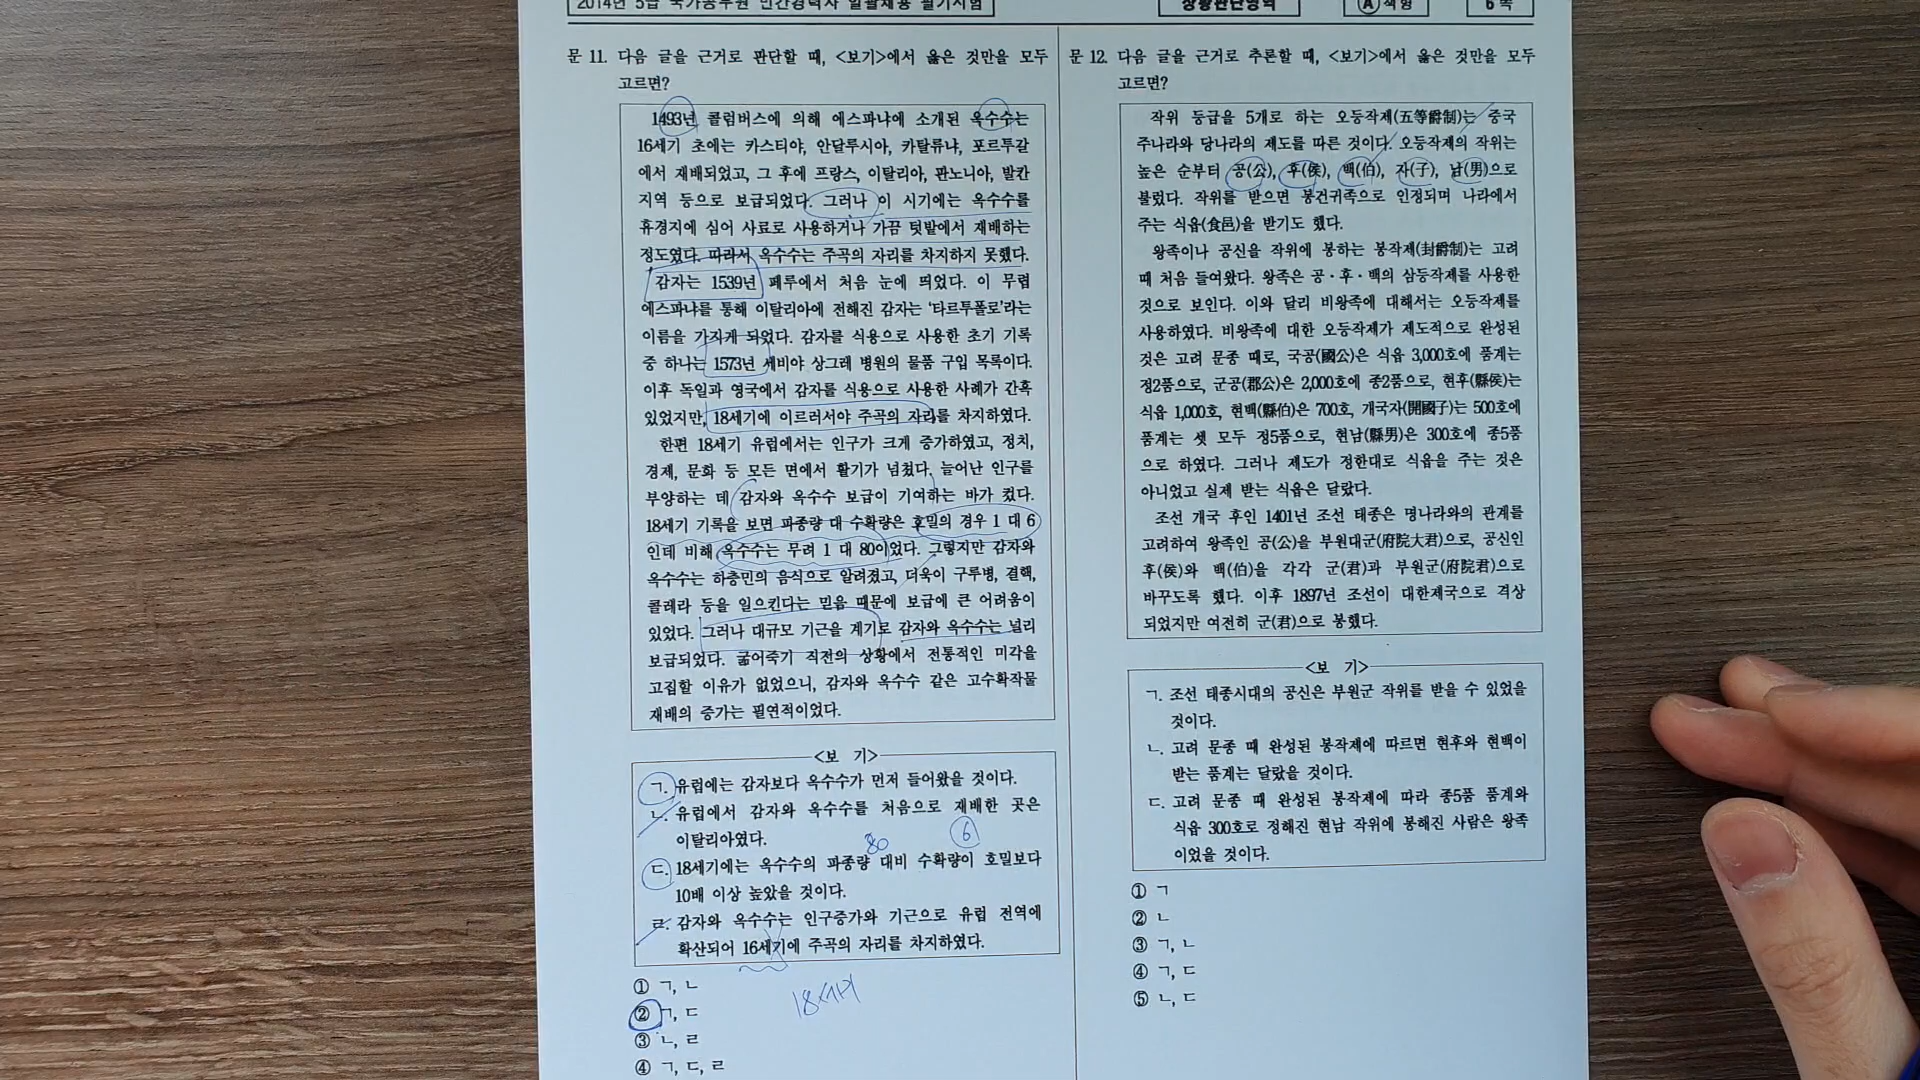 2014년 5급 국가공무원 민간경력자 일괄채용 필기시험
상황판단영역
A 책형
6 쪽
문 11. 다음 글을 근거로 판단할 때, <보기>에서 옳은 것만을 모두
고르면?
1493년 콜럼버스에 의해 에스파냐에 소개된 옥수수는
16세기 초에는 카스티야, 안달루시아, 카탈류냐, 포르투갈
에서 재배되었고, 그 후에 프랑스, 이탈리아, 판노니아, 발칸
지역 등으로 보급되었다. 그러나 이 시기에는 옥수수를
휴경지에 심어 사료로 사용하거나 가끔 텃밭에서 재배하는
정도였다. 따라서 옥수수는 주곡의 자리를 차지하지 못했다.
감자는 1539년 페루에서 처음 눈에 띄었다. 이 무렵
에스파냐를 통해 이탈리아에 전해진 감자는 '타르투폴로'라는
이름을 가지게 되었다. 감자를 식용으로 사용한 초기 기록
중 하나는 1573년 세비야 상그레 병원의 물품 구입 목록이다.
이후 독일과 영국에서 감자를 식용으로 사용한 사례가 간혹
있었지만, 18세기에 이르러서야 주곡의 자리를 차지하였다.
한편 18세기 유럽에서는 인구가 크게 증가하였고, 정치,
경제, 문화 등 모든 면에서 활기가 넘쳤다. 늘어난 인구를
부양하는 데 감자와 옥수수 보급이 기여하는 바가 컸다.
18세기 기록을 보면 파종량 대 수확량은 호밀의 경우 1 대 6
인데 비해 옥수수는 무려 1 대 80이었다. 그렇지만 감자와
옥수수는 하층민의 음식으로 알려졌고, 더욱이 구루병, 결핵,
콜레라 등을 일으킨다는 믿음 때문에 보급에 큰 어려움이
있었다. 그러나 대규모 기근을 계기로 감자와 옥수수는 널리
보급되었다. 굶어죽기 직전의 상황에서 전통적인 미각을
고집할 이유가 없었으니, 감자와 옥수수 같은 고수확작물
재배의 증가는 필연적이었다.
<보 기>
ㄱ. 유럽에는 감자보다 옥수수가 먼저 들어왔을 것이다.
ㄴ. 유럽에서 감자와 옥수수를 처음으로 재배한 곳은
이탈리아였다.
80 6
ㄷ. 18세기에는 옥수수의 파종량 대비 수확량이 호밀보다
10배 이상 높았을 것이다.
ㄹ. 감자와 옥수수는 인구증가와 기근으로 유럽 전역에
확산되어 16세기에 주곡의 자리를 차지하였다.
18세기
① ㄱ, ㄴ
② ㄱ, ㄷ
③ ㄴ, ㄹ
④ ㄱ, ㄷ, ㄹ
문 12. 다음 글을 근거로 추론할 때, <보기>에서 옳은 것만을 모두
고르면?
작위 등급을 5개로 하는 오등작제(五等爵制)는 중국
주나라와 당나라의 제도를 따른 것이다. 오등작제의 작위는
높은 순부터 공(公), 후(侯), 백(伯), 자(子), 남(男)으로
불렀다. 작위를 받으면 봉건귀족으로 인정되며 나라에서
주는 식읍(食邑)을 받기도 했다.
왕족이나 공신을 작위에 봉하는 봉작제(封爵制)는 고려
때 처음 들여왔다. 왕족은 공·후·백의 삼등작제를 사용한
것으로 보인다. 이와 달리 비왕족에 대해서는 오등작제를
사용하였다. 비왕족에 대한 오등작제가 제도적으로 완성된
것은 고려 문종 때로, 국공(國公)은 식읍 3,000호에 품계는
정2품으로, 군공(郡公)은 2,000호에 종2품으로, 현후(縣侯)는
식읍 1,000호, 현백(縣伯)은 700호, 개국자(開國子)는 500호에
품계는 셋 모두 정5품으로, 현남(縣男)은 300호에 종5품
으로 하였다. 그러나 제도가 정한대로 식읍을 주는 것은
아니었고 실제 받는 식읍은 달랐다.
조선 개국 후인 1401년 조선 태종은 명나라와의 관계를
고려하여 왕족인 공(公)을 부원대군(府院大君)으로, 공신인
후(侯)와 백(伯)을 각각 군(君)과 부원군(府院君)으로
바꾸도록 했다. 이후 1897년 조선이 대한제국으로 격상
되었지만 여전히 군(君)으로 봉했다.
<보 기>
ㄱ. 조선 태종시대의 공신은 부원군 작위를 받을 수 있었을
것이다.
ㄴ. 고려 문종 때 완성된 봉작제에 따르면 현후와 현백이
받는 품계는 달랐을 것이다.
ㄷ. 고려 문종 때 완성된 봉작제에 따라 종5품 품계와
식읍 300호로 정해진 현남 작위에 봉해진 사람은 왕족
이었을 것이다.
① ㄱ
② ㄴ
③ ㄱ, ㄴ
④ ㄱ, ㄷ
⑤ ㄴ, ㄷ